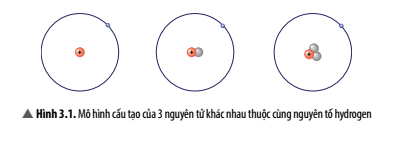 + + +
▲ Hình 3.1. Mô hình cấu tạo của 3 nguyên tử khác nhau thuộc cùng nguyên tố hydrogen